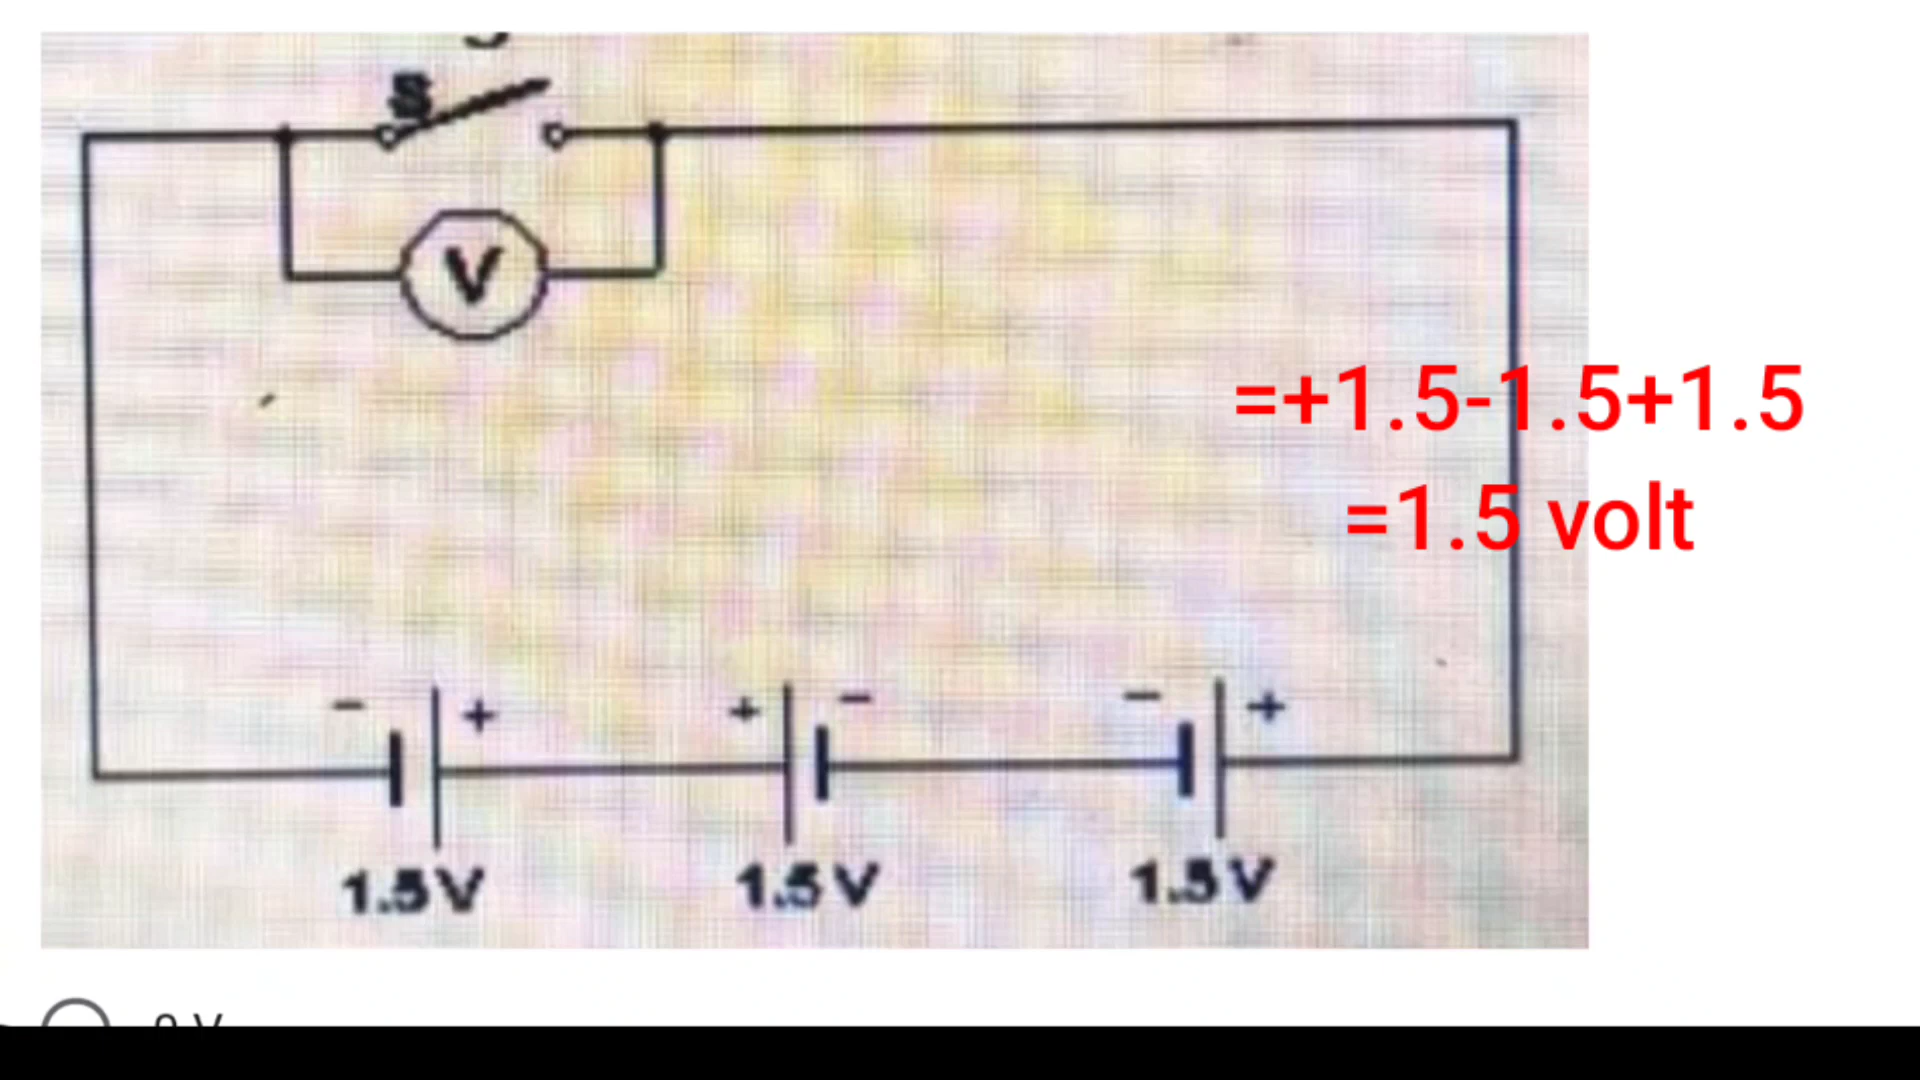 S
V
=+1.5-1.5+1.5
=1.5 volt
- + + - - +
1.5V 1.5V 1.5V